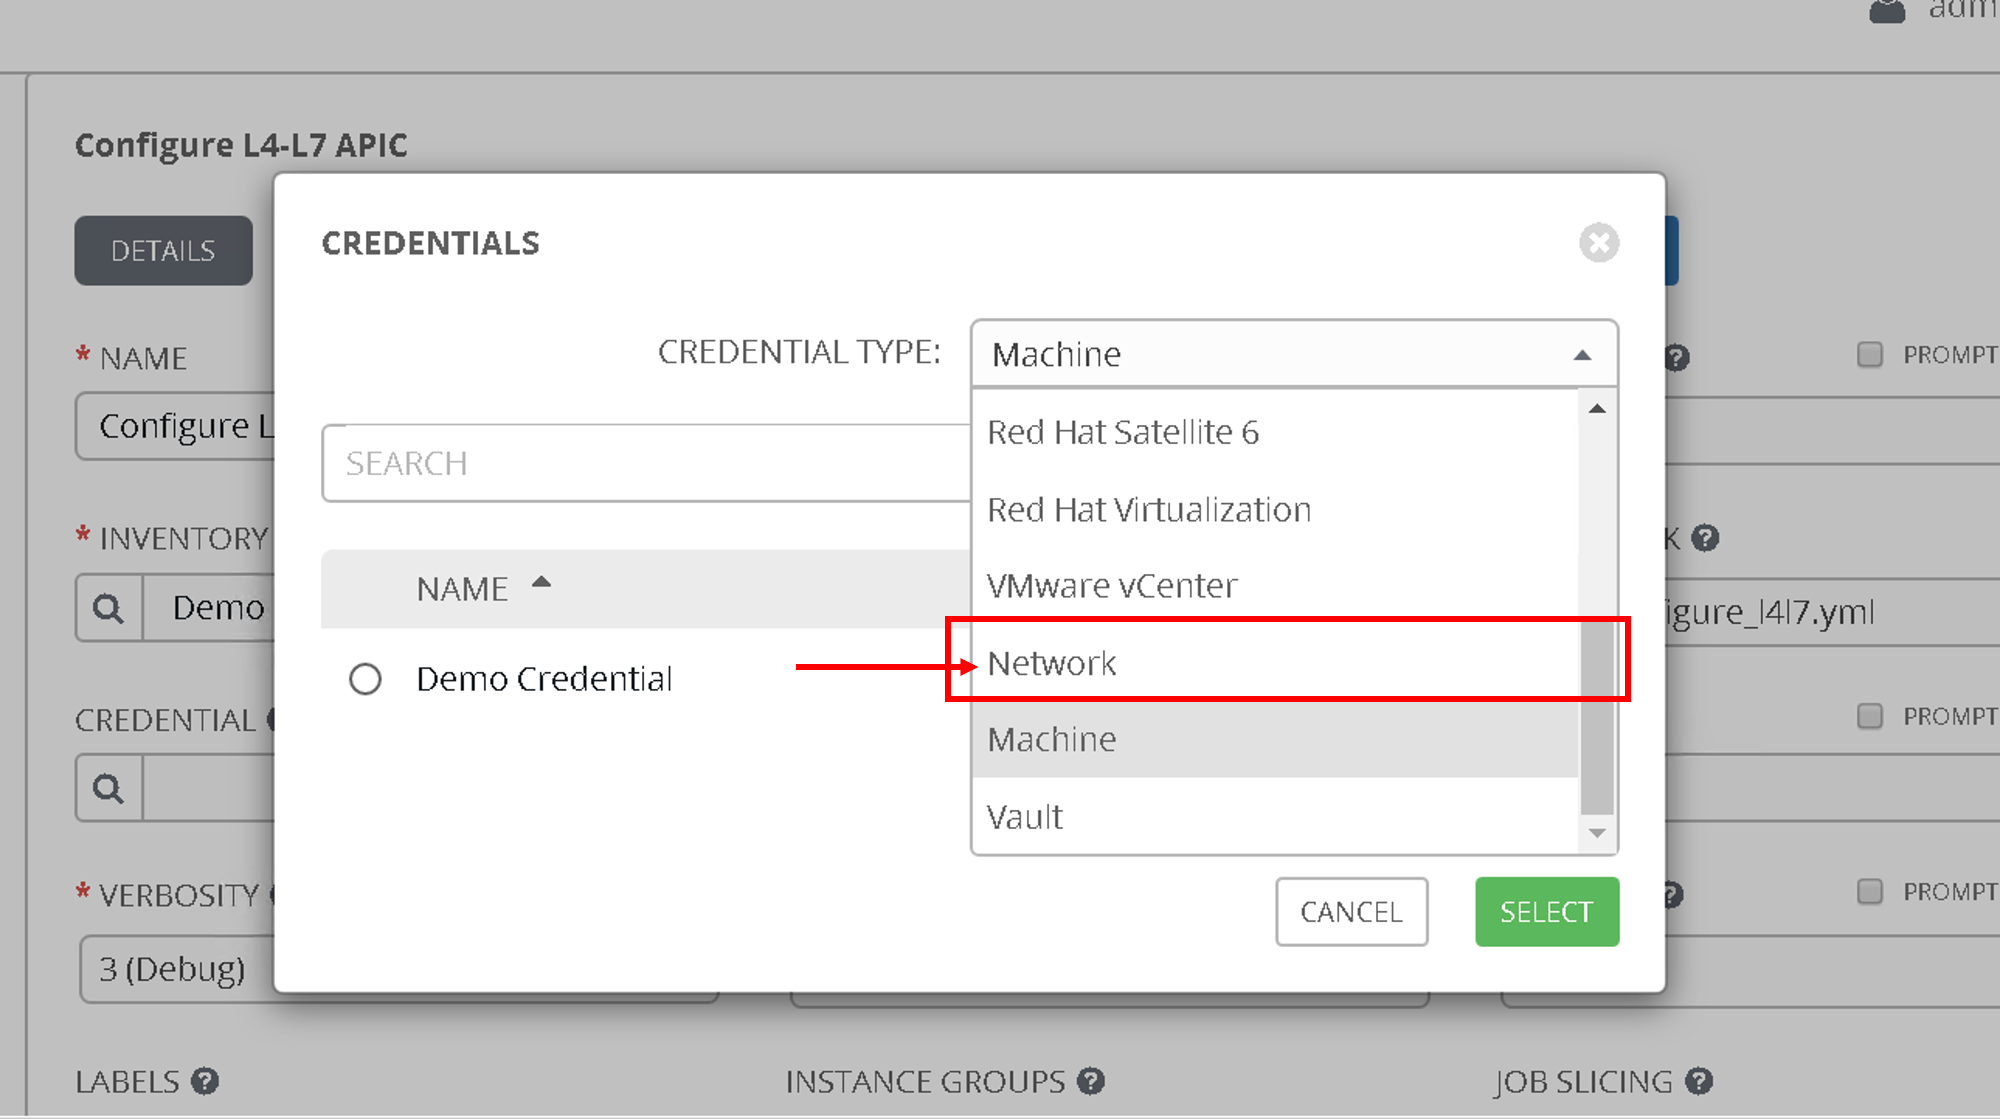 Configure L4-L7 APIC
DETAILS
CREDENTIALS
CREDENTIAL TYPE:
Machine
* NAME
PROMPT
Configure L
SEARCH
Red Hat Satellite 6
Red Hat Virtualization
VMware vCenter
Network
Machine
Vault
* INVENTORY
K
Demo
NAME
igure_l4l7.yml
Demo Credential
CREDENTIAL
PROMPT
* VERBOSITY
CANCEL
SELECT
PROMPT
3 (Debug)
LABELS
INSTANCE GROUPS
JOB SLICING